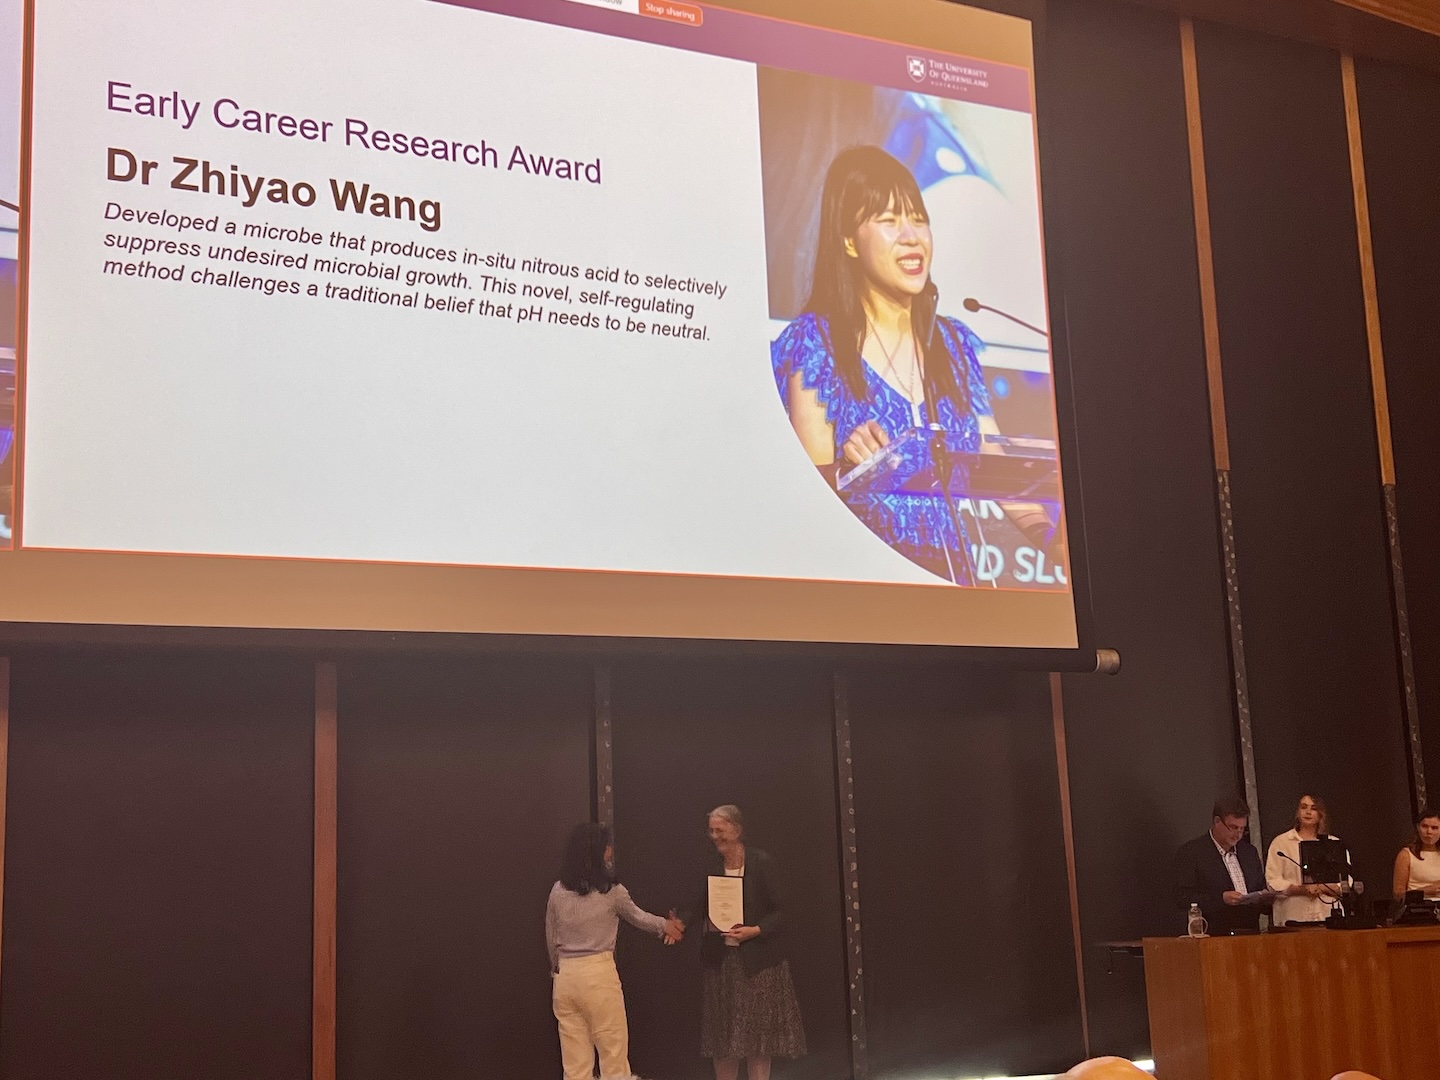 Stop sharing
THE UNIVERSITY
OF QUEENSLAND
AUSTRALIA
Early Career Research Award
Dr Zhiyao Wang
Developed a microbe that produces in-situ nitrous acid to selectively
suppress undesired microbial growth. This novel, self-regulating
method challenges a traditional belief that pH needs to be neutral.